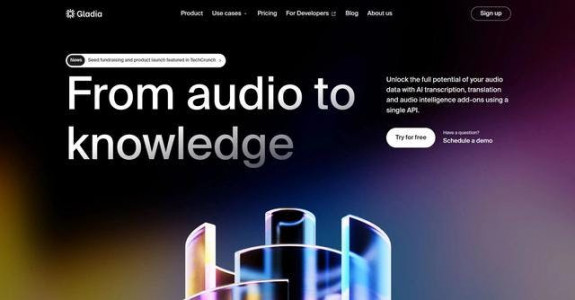 Gladia
Product Use cases Pricing For Developers Blog About us
Sign up
News Seed fundraising and product launch featured in TechCrunch
From audio to
knowledge
Unlock the full potential of your audio
data with AI transcription, translation
and audio intelligence add-ons using a
single API.
Try for free
Have a question?
Schedule a demo